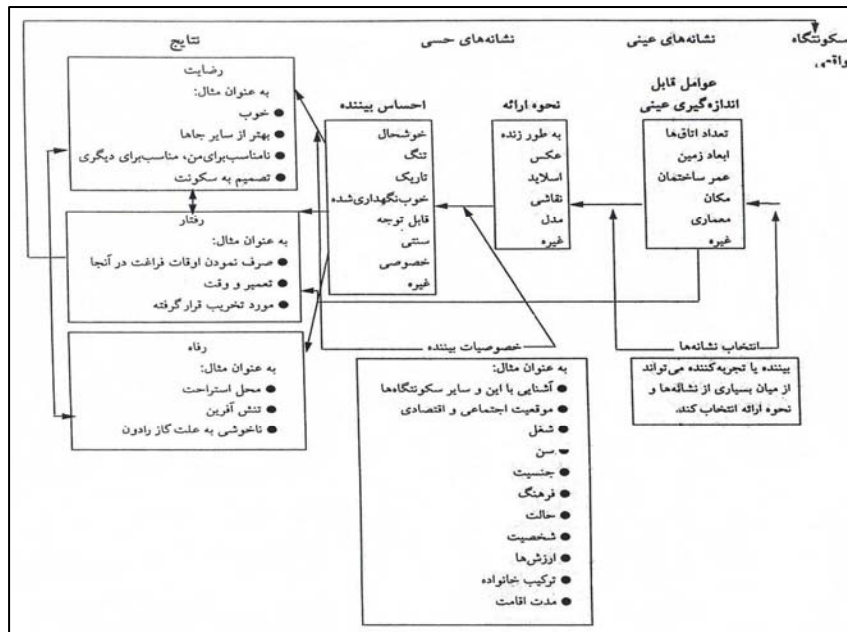 سکونتگاه
واقعی
نشانه‌های عینی
نشانه‌های حسی
نتایج
عوامل قابل
اندازه‌گیری عینی
تعداد اتاق‌ها
ابعاد زمین
عمر ساختمان
مکان
معماری
غیره
نحوه ارائه
به طور زنده
عکس
اسلاید
نقاشی
مدل
غیره
احساس بیننده
خوشحال
تنگ
تاریک
خوب‌نگهداری‌شده
قابل توجه
سنتی
خصوصی
غیره
رضایت
به عنوان مثال:
● خوب
● بهتر از سایر جاها
● نامناسب‌برای‌من، مناسب‌برای دیگری
● تصمیم به سکونت
رفتار
به عنوان مثال:
● صرف نمودن اوقات فراغت در آنجا
● تعمیر و وقت
● مورد تخریب قرار گرفته
رفاه
به عنوان مثال:
● محل استراحت
● تنش آفرین
● ناخوشی به علت گاز رادون
انتخاب نشانه‌ها
بیننده یا تجربه‌کننده می‌تواند
از میان بسیاری از نشانه‌ها و
نحوه ارائه انتخاب کند.
خصوصیات بیننده
به عنوان مثال:
● آشنایی با این و سایر سکونتگاه‌ها
● موقعیت اجتماعی و اقتصادی
● شغل
● سن
● جنسیت
● فرهنگ
● حالت
● شخصیت
● ارزش‌ها
● ترکیب خانواده
● مدت اقامت